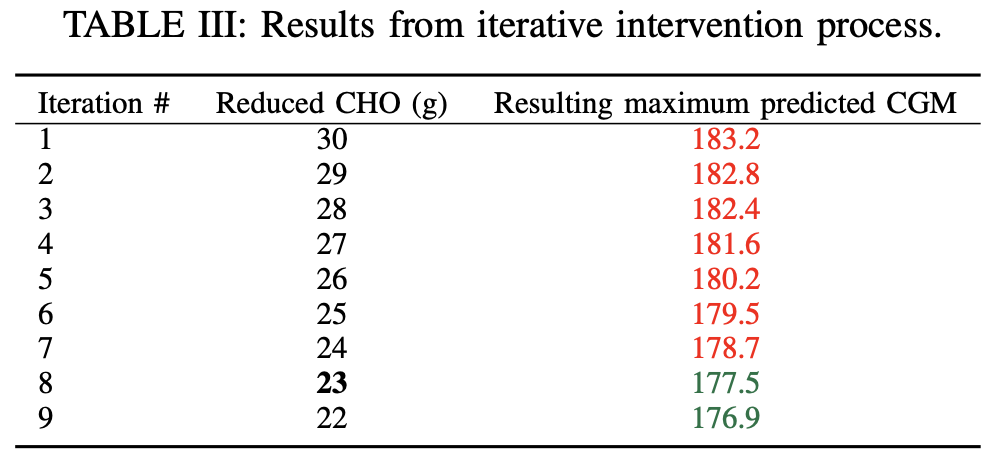 TABLE III: Results from iterative intervention process.
Iteration # Reduced CHO (g) Resulting maximum predicted CGM
1 30 183.2
2 29 182.8
3 28 182.4
4 27 181.6
5 26 180.2
6 25 179.5
7 24 178.7
8 23 177.5
9 22 176.9